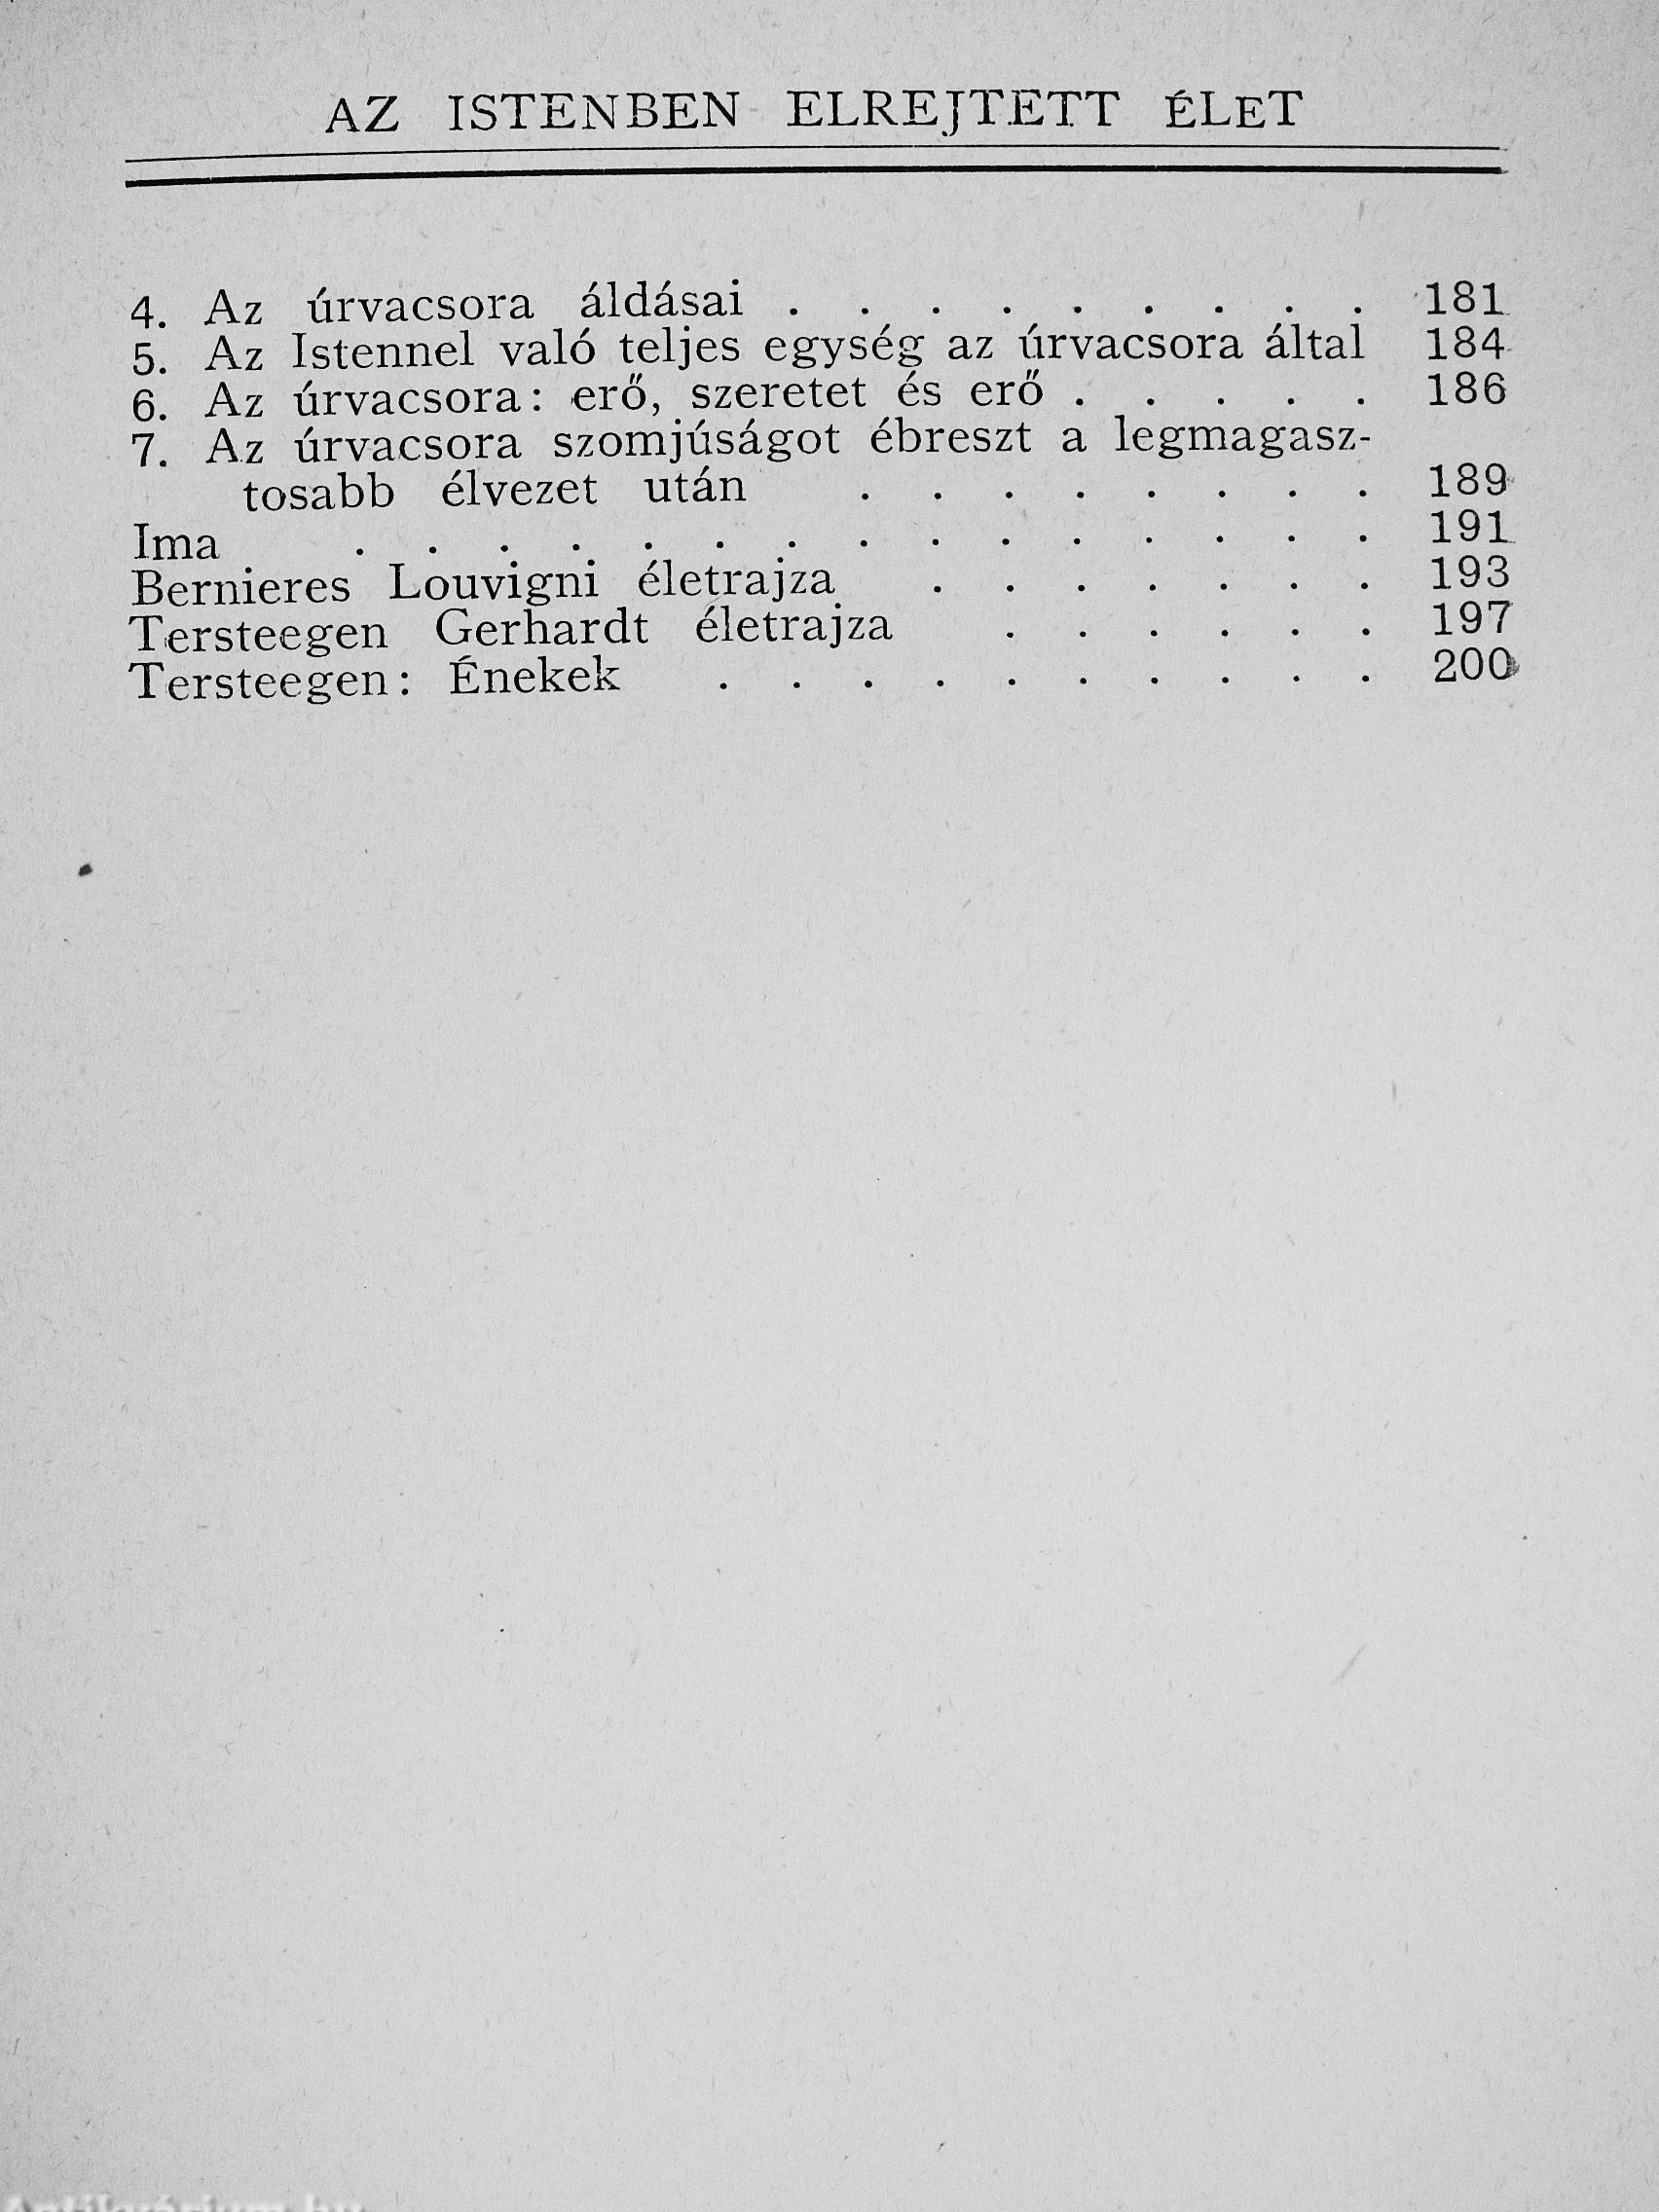 AZ ISTENBEN ELREJTETT ÉLET
4. Az úrvacsora áldásai . . . . . . . . . 181
5. Az Istennel való teljes egység az úrvacsora által 184
6. Az úrvacsora: erő, szeretet és erő . . . . . 186
7. Az úrvacsora szomjúságot ébreszt a legmagasz-
tosabb élvezet után . . . . . . . . 189
Ima . . . . . . . . . . . . . . . 191
Bernieres Louvigni életrajza . . . . . . . 193
Tersteegen Gerhardt életrajza . . . . . . 197
Tersteegen: Énekek . . . . . . . . . . 200